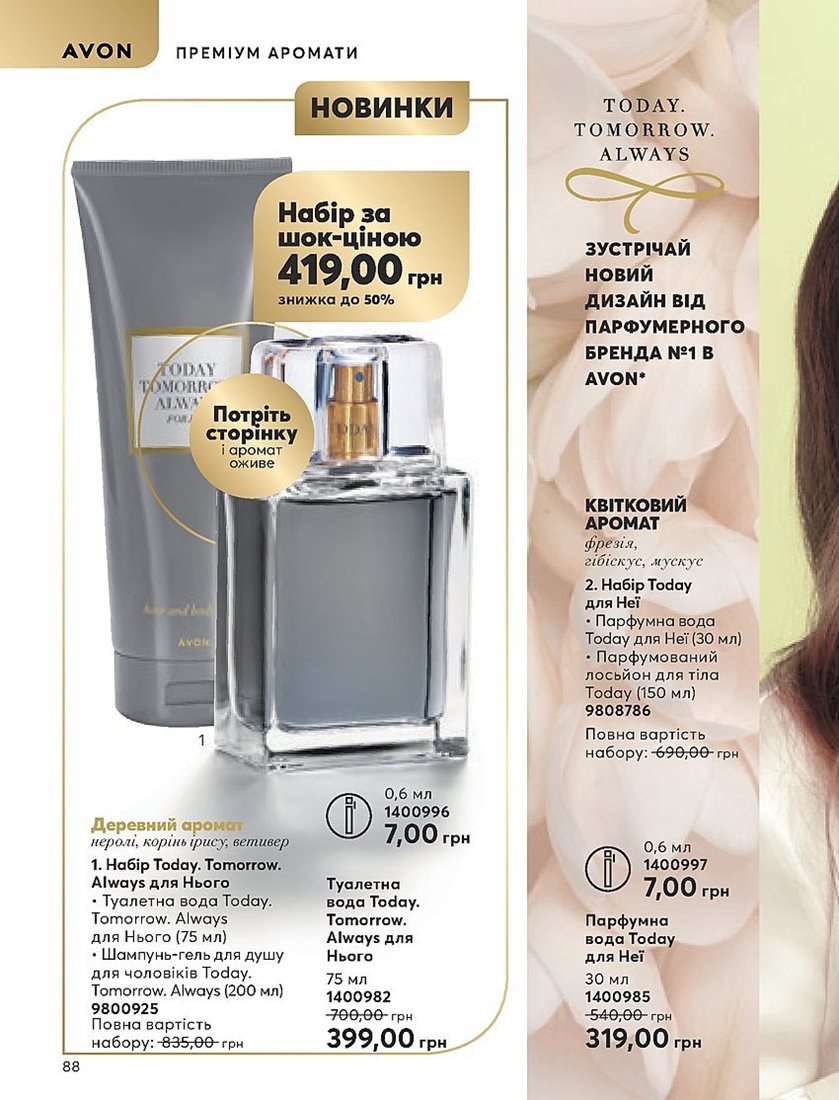 AVON
ПРЕМІУМ АРОМАТИ
НОВИНКИ
Набір за
шок-ціною
419,00 грн
знижка до 50%
TODAY
ALWAY
Потріть
сторінку
і аромат
оживе
hair and body
AVON
1
0,6 мл
1400996
7,00 грн
Деревний аромат
неролі, корінь ірису, ветивер
1. Набір Today. Tomorrow.
Always для Нього
• Туалетна вода Today.
Tomorrow. Always
для Нього (75 мл)
• Шампунь-гель для душу
для чоловіків Today.
Tomorrow. Always (200 мл)
9800925
Повна вартість
набору: 835,00 грн
Туалетна
вода Today.
Tomorrow.
Always для
Нього
75 мл
1400982
700,00 грн
399,00 грн
88
TODAY.
TOMORROW.
ALWAYS
ЗУСТРІЧАЙ
НОВИЙ
ДИЗАЙН ВІД
ПАРФУМЕРНОГО
БРЕНДА №1 В
AVON*
КВІТКОВИЙ
АРОМАТ
фрезія,
гібіскус, мускус
2. Набір Today
для Неї
• Парфумна вода
Today для Неї (30 мл)
• Парфумований
лосьйон для тіла
Today (150 мл)
9808786
Повна вартість
набору: 690,00 грн
0,6 мл
1400997
7,00 грн
Парфумна
вода Today
для Неї
30 мл
1400985
540,00 грн
319,00 грн